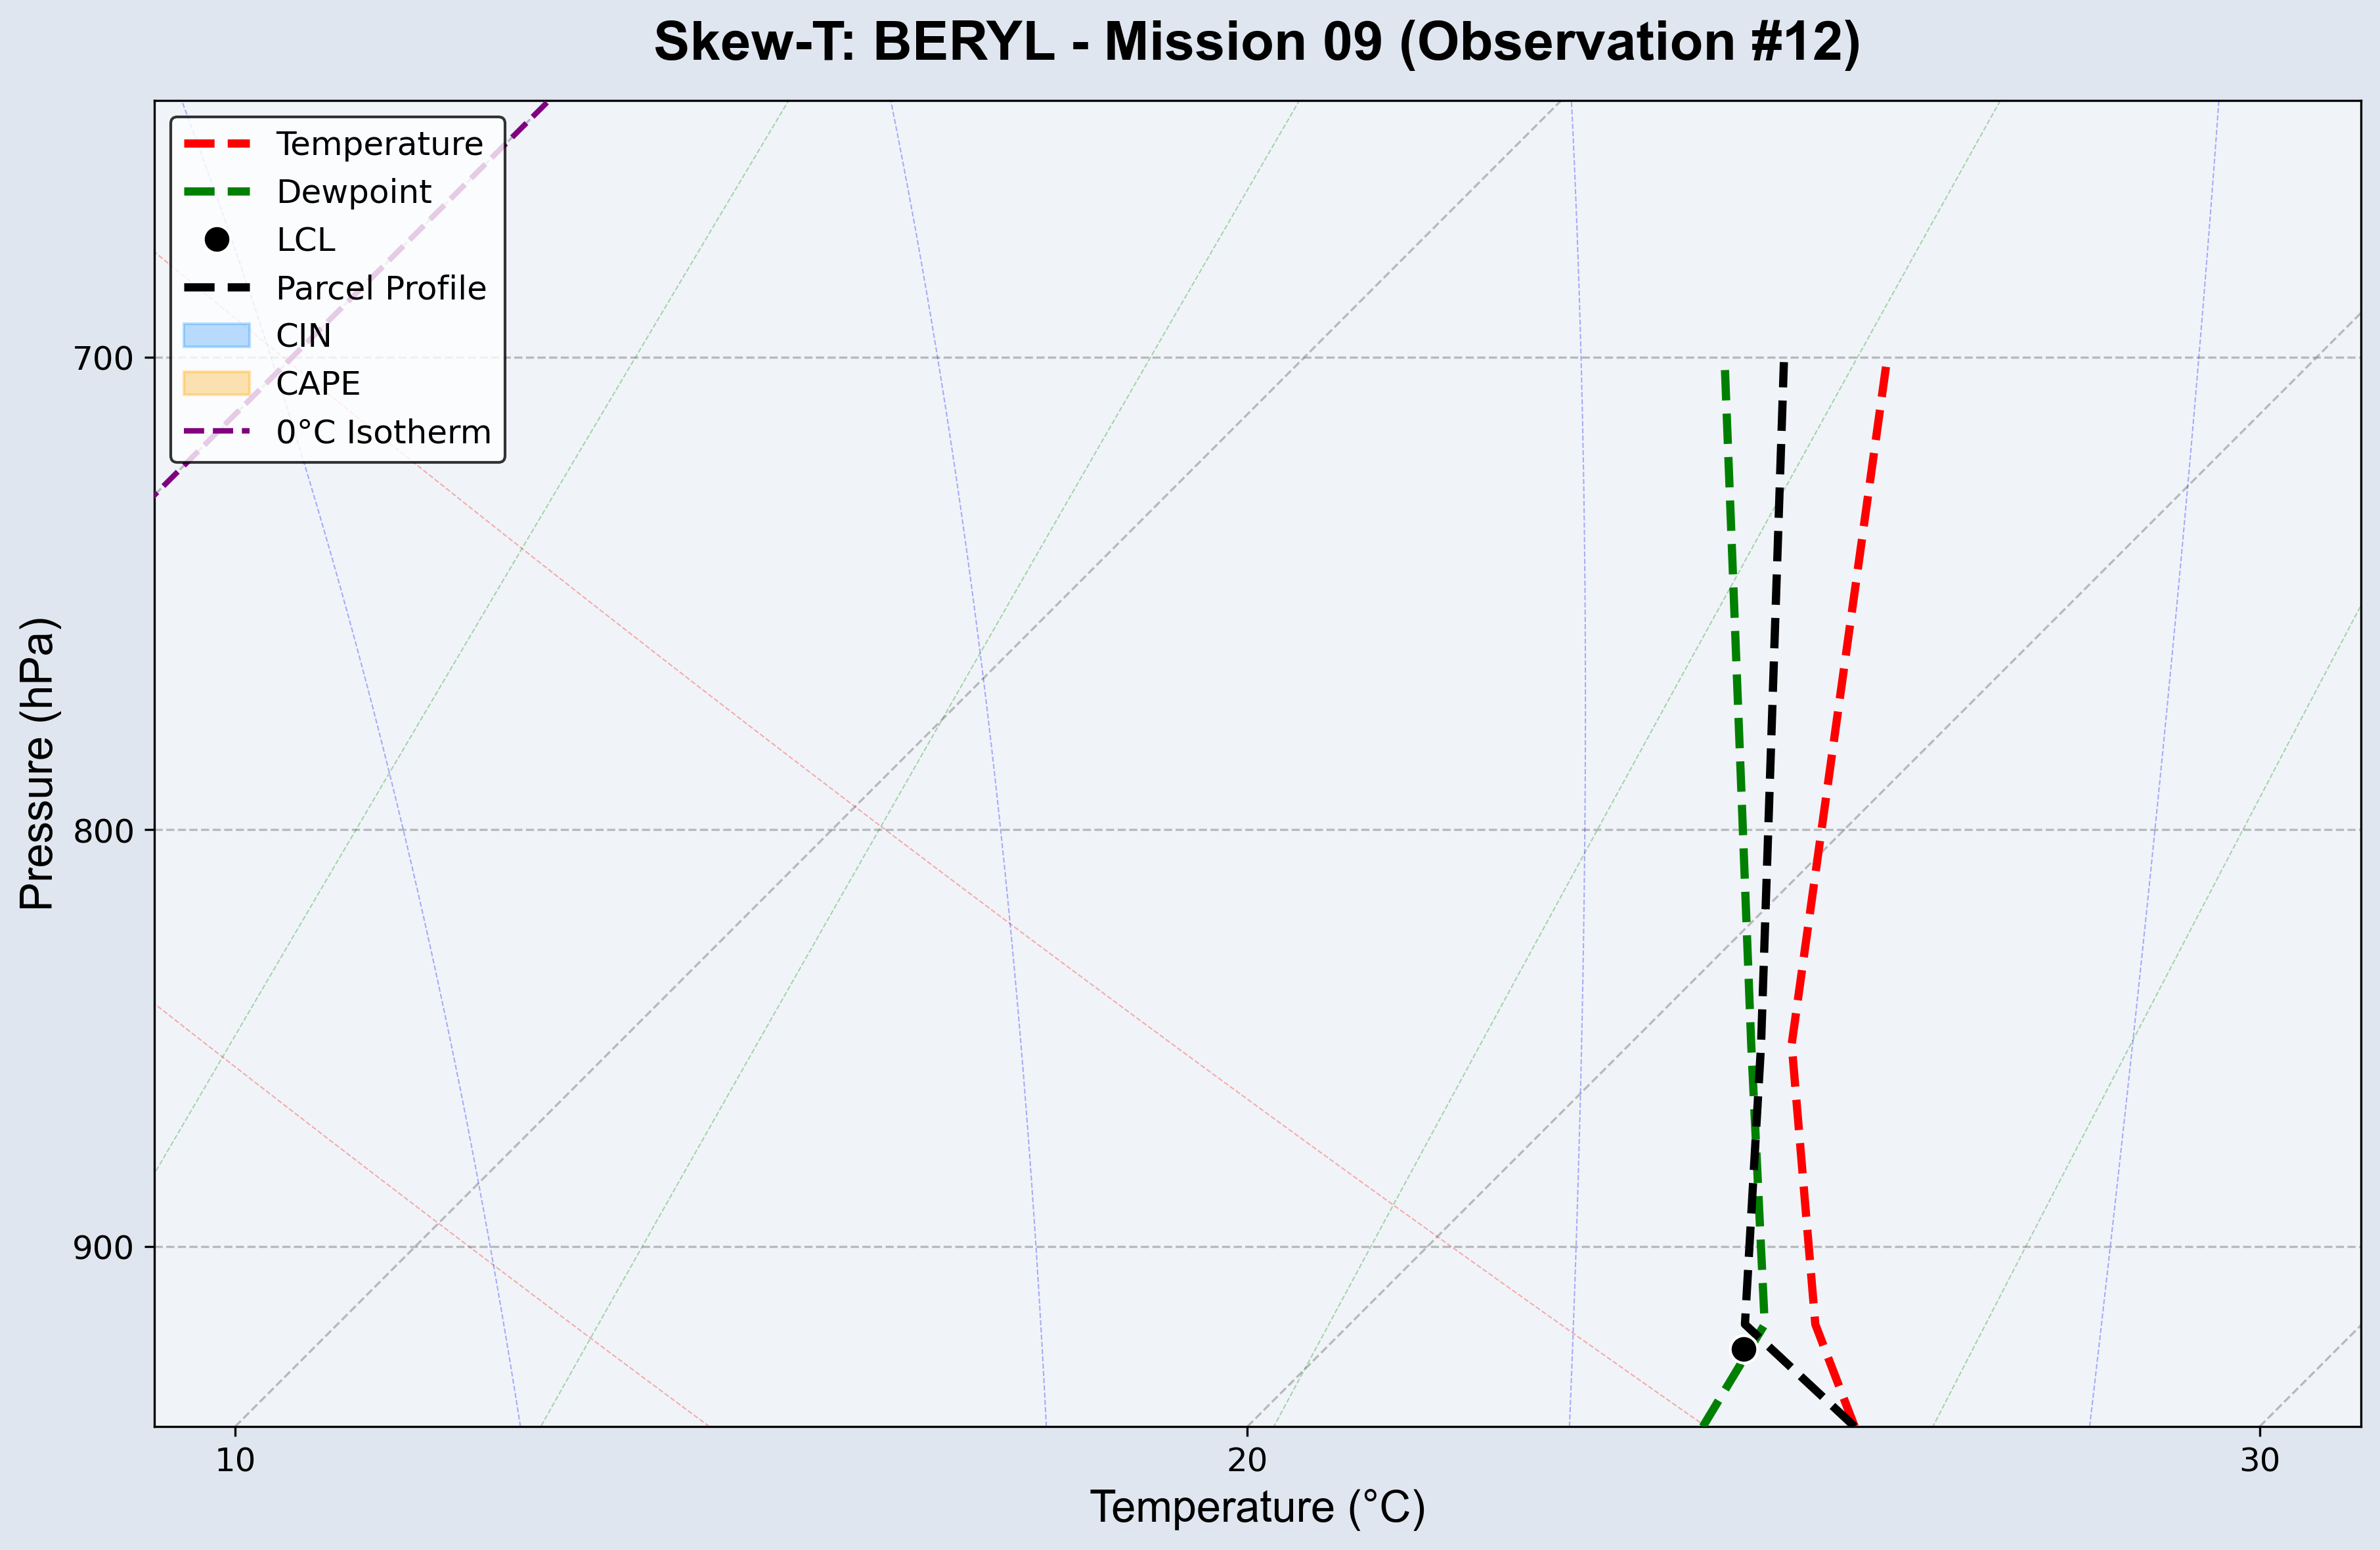 Skew-T: BERYL - Mission 09 (Observation #12)
Temperature
Dewpoint
LCL
Parcel Profile
CIN
CAPE
0°C Isotherm
Pressure (hPa)
700
800
900
10
20
30
Temperature (°C)